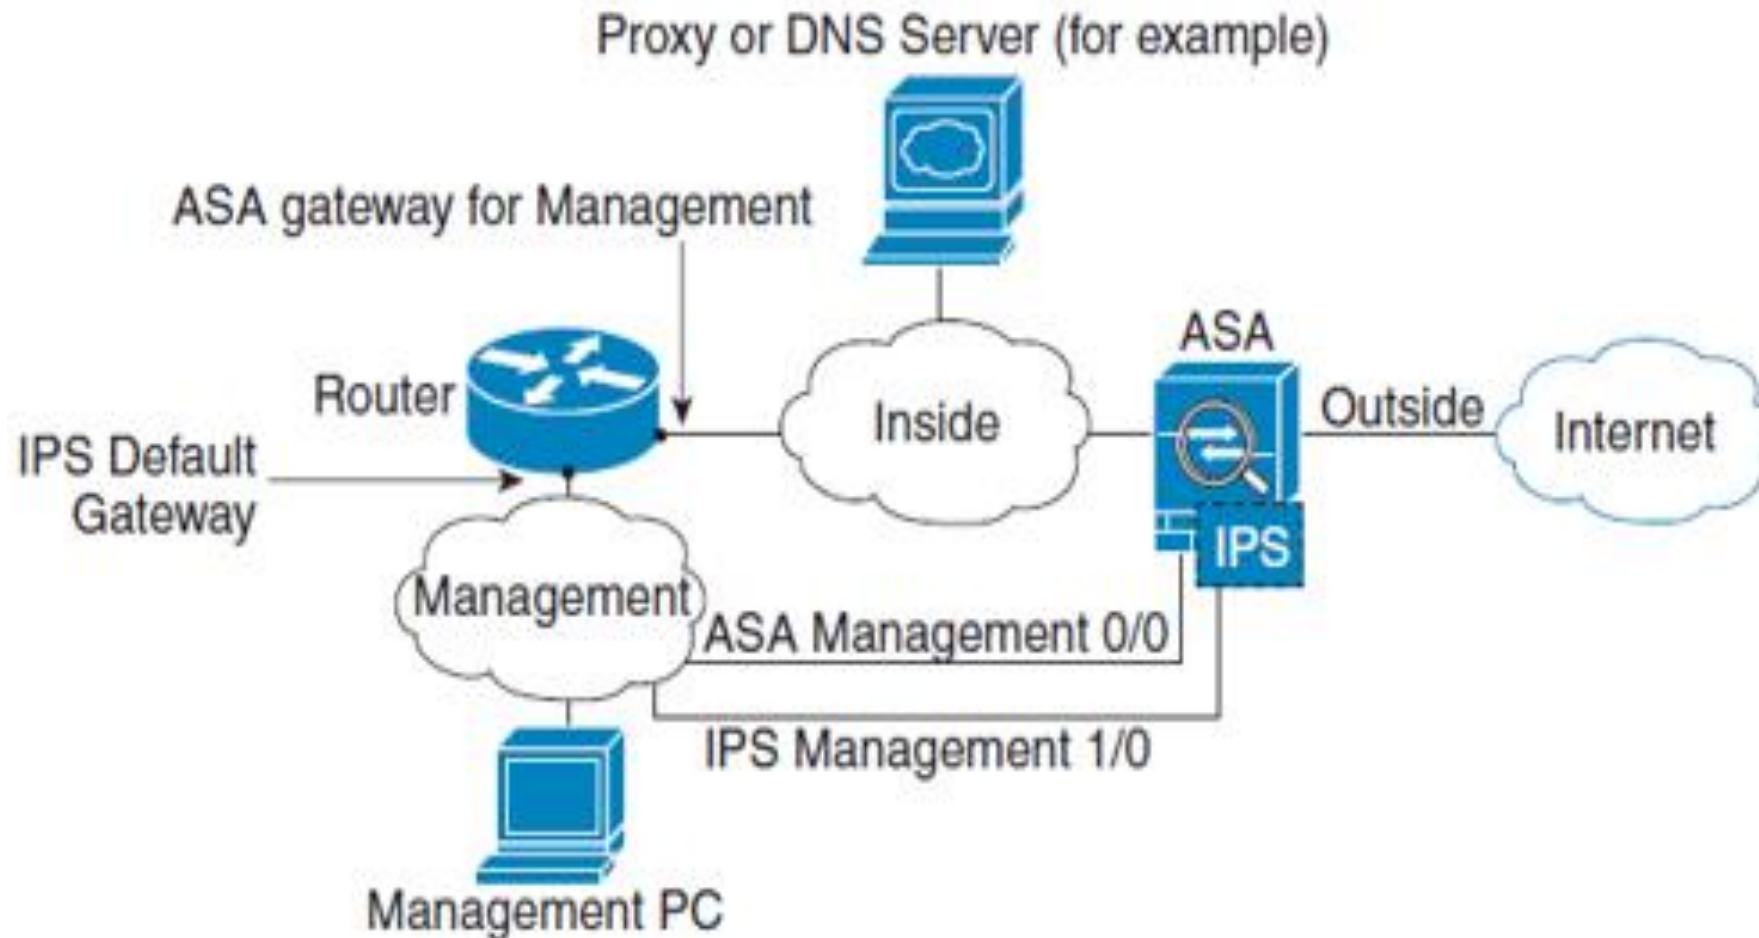 Proxy or DNS Server (for example)
ASA gateway for Management
ASA
Router
Inside
Outside
Internet
IPS Default
Gateway
IPS
Management
ASA Management 0/0
IPS Management 1/0
Management PC